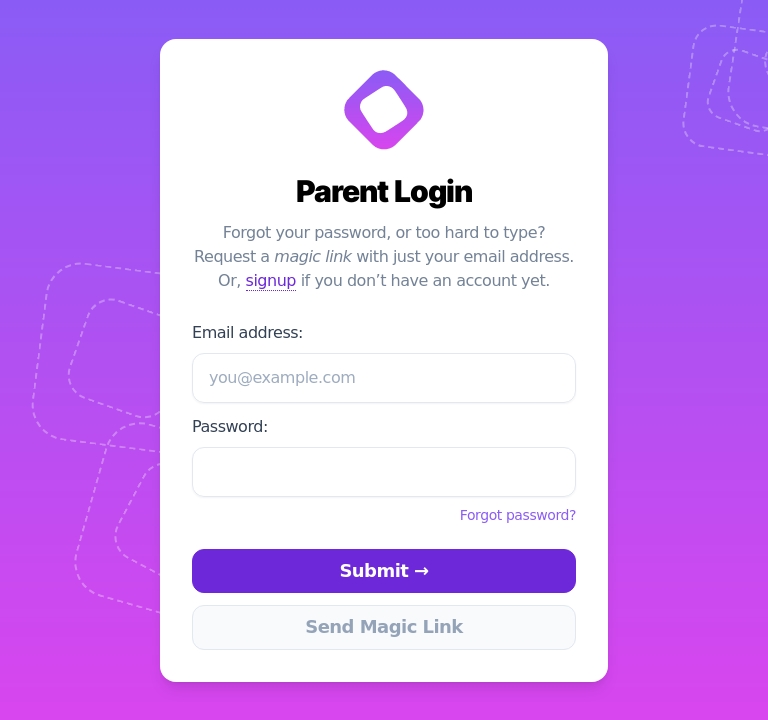 Parent Login
Forgot your password, or too hard to type?
Request a magic link with just your email address.
Or, signup if you don’t have an account yet.
Email address:
you@example.com
Password:
Forgot password?
Submit →
Send Magic Link